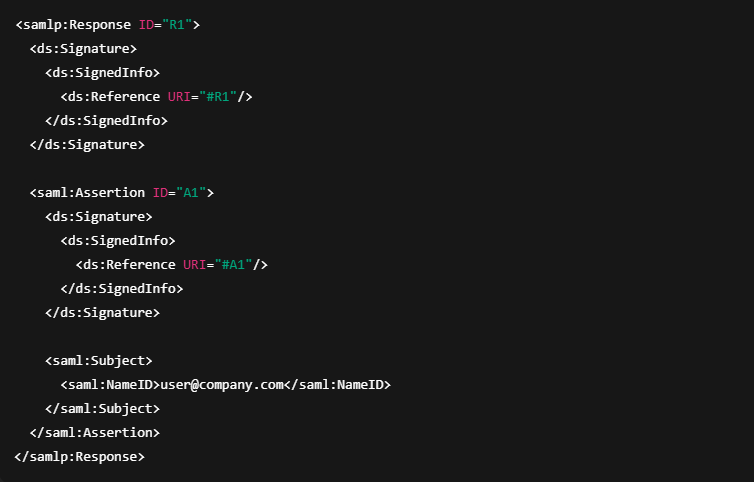 <samlp:Response ID="R1">
<ds:Signature>
<ds:SignedInfo>
<ds:Reference URI="#R1"/>
</ds:SignedInfo>
</ds:Signature>
<saml:Assertion ID="A1">
<ds:Signature>
<ds:SignedInfo>
<ds:Reference URI="#A1"/>
</ds:SignedInfo>
</ds:Signature>
<saml:Subject>
<saml:NameID>user@company.com</saml:NameID>
</saml:Subject>
</saml:Assertion>
</samlp:Response>